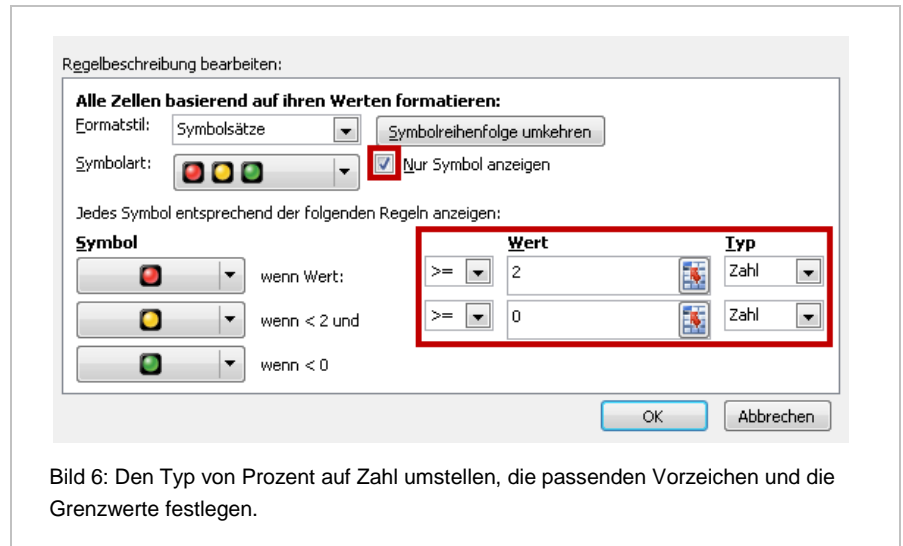 Regelbeschreibung bearbeiten:
Alle Zellen basierend auf ihren Werten formatieren:
Formatstil: Symbolsätze Symbolreihenfolge umkehren
Symbolart: Nur Symbol anzeigen
Jedes Symbol entsprechend der folgenden Regeln anzeigen:
Symbol Wert Typ
wenn Wert: >= 2 Zahl
wenn < 2 und >= 0 Zahl
wenn < 0
OK Abbrechen
Bild 6: Den Typ von Prozent auf Zahl umstellen, die passenden Vorzeichen und die
Grenzwerte festlegen.